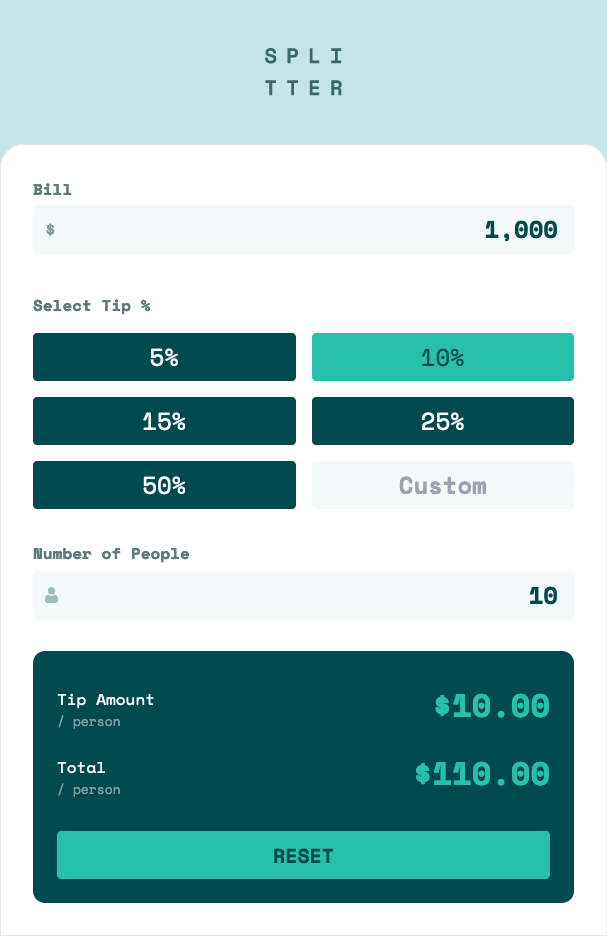 SPLI
TTER
Bill
$ 1,000
Select Tip %
5% 10%
15% 25%
50% Custom
Number of People
10
Tip Amount $10.00
/ person
Total $110.00
/ person
RESET